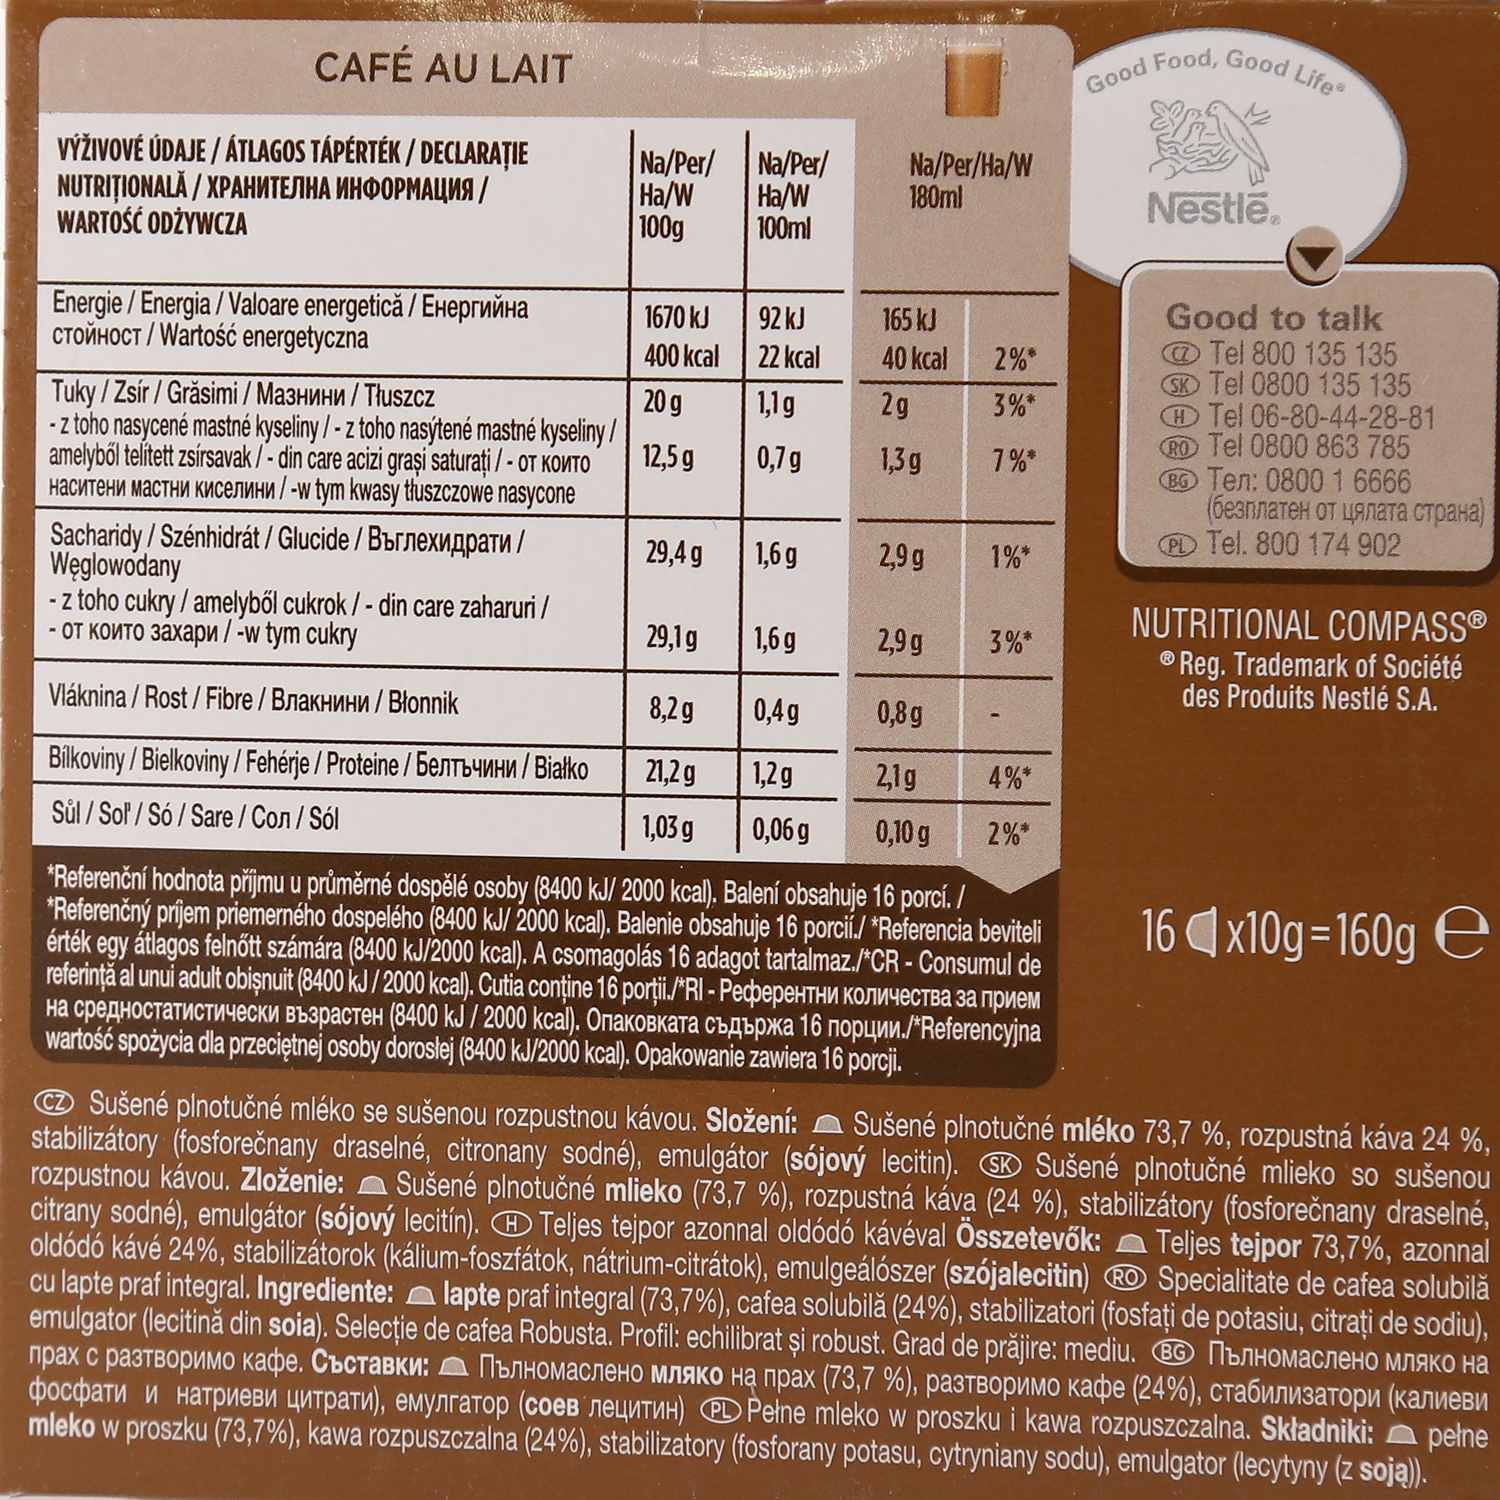 CAFÉ AU LAIT
VÝŽIVOVÉ ÚDAJE / ÁTLAGOS TÁPÉRTÉK / DECLARAŢIE
NUTRIŢIONALĂ / ХРАНИТЕЛНА ИНФОРМАЦИЯ /
WARTOŚĆ ODŻYWCZA
Na/Per/
Ha/W
100g
Na/Per/
Ha/W
100ml
Na/Per/Ha/W
180ml
Energie / Energia / Valoare energetică / Енергийна
стойност / Wartość energetyczna
1670 kJ 92 kJ 165 kJ
400 kcal 22 kcal 40 kcal 2%*
Tuky / Zsír / Grăsimi / Мазнини / Tłuszcz 20 g 1,1 g 2 g 3%*
- z toho nasycené mastné kyseliny / - z toho nasýtené mastné kyseliny /
amelyből telített zsírsavak / - din care acizi grași saturați / - от които 12,5 g 0,7 g 1,3 g 7 %*
наситени мастни киселини / -w tym kwasy tłuszczowe nasycone
Sacharidy / Szénhidrát / Glucide / Въглехидрати /
Węglowodany 29,4 g 1,6 g 2,9 g 1%*
- z toho cukry / amelyből cukrok / - din care zaharuri /
- от които захари / -w tym cukry 29,1 g 1,6 g 2,9 g 3%*
Vláknina / Rost / Fibre / Влакнини / Błonnik 8,2 g 0,4 g 0,8 g -
Bílkoviny / Bielkoviny / Fehérje / Proteine / Белтъчини / Białko 21,2 g 1,2 g 2,1 g 4%*
Sůl / Soľ / Só / Sare / Сол / Sól 1,03 g 0,06 g 0,10 g 2%*
*Referenční hodnota příjmu u průměrné dospělé osoby (8400 kJ/ 2000 kcal). Balení obsahuje 16 porcí. /
*Referenčný príjem priemerného dospelého (8400 kJ/ 2000 kcal). Balenie obsahuje 16 porcií./ *Referencia beviteli
érték egy átlagos felnőtt számára (8400 kJ/2000 kcal). A csomagolás 16 adagot tartalmaz./*CR - Consumul de
referinţă al unui adult obişnuit (8400 kJ / 2000 kcal). Cutia conţine 16 porţii./*RI - Референтни количества за прием
на средностатистически възрастен (8400 kJ / 2000 kcal). Опаковката съдържа 16 порции./*Referencyjna
wartość spożycia dla przeciętnej osoby dorosłej (8400 kJ/2000 kcal). Opakowanie zawiera 16 porcji.
Good Food, Good Life®
Nestlé®
Good to talk
CZ Tel 800 135 135
SK Tel 0800 135 135
H Tel 06-80-44-28-81
RO Tel 0800 863 785
BG Тел: 0800 1 6666
(безплатен от цялата страна)
PL Tel. 800 174 902
NUTRITIONAL COMPASS®
® Reg. Trademark of Société
des Produits Nestlé S.A.
16 x10g=160g e
CZ Sušené plnotučné mléko se sušenou rozpustnou kávou. Složení: Sušené plnotučné mléko 73,7 %, rozpustná káva 24 %,
stabilizátory (fosforečnany draselné, citronany sodné), emulgátor (sójový lecitin). SK Sušené plnotučné mlieko so sušenou
rozpustnou kávou. Zloženie: Sušené plnotučné mlieko (73,7 %), rozpustná káva (24 %), stabilizátory (fosforečnany draselné,
citrany sodné), emulgátor (sójový lecitín). H Teljes tejpor azonnal oldódó kávéval Összetevők: Teljes tejpor 73,7%, azonnal
oldódó kávé 24%, stabilizátorok (kálium-foszfátok, nátrium-citrátok), emulgeálószer (szójalecitin) RO Specialitate de cafea solubilă
cu lapte praf integral. Ingrediente: lapte praf integral (73,7%), cafea solubilă (24%), stabilizatori (fosfaţi de potasiu, citraţi de sodiu),
emulgator (lecitină din soia). Selecţie de cafea Robusta. Profil: echilibrat şi robust. Grad de prăjire: mediu. BG Пълномаслено мляко на
прах с разтворимо кафе. Съставки: Пълномаслено мляко на прах (73,7 %), разтворимо кафе (24%), стабилизатори (калиеви
фосфати и натриеви цитрати), емулгатор (соев лецитин) PL Pełne mleko w proszku i kawa rozpuszczalna. Składniki: pełne
mleko w proszku (73,7%), kawa rozpuszczalna (24%), stabilizatory (fosforany potasu, cytryniany sodu), emulgator (lecytyny (z soją)).